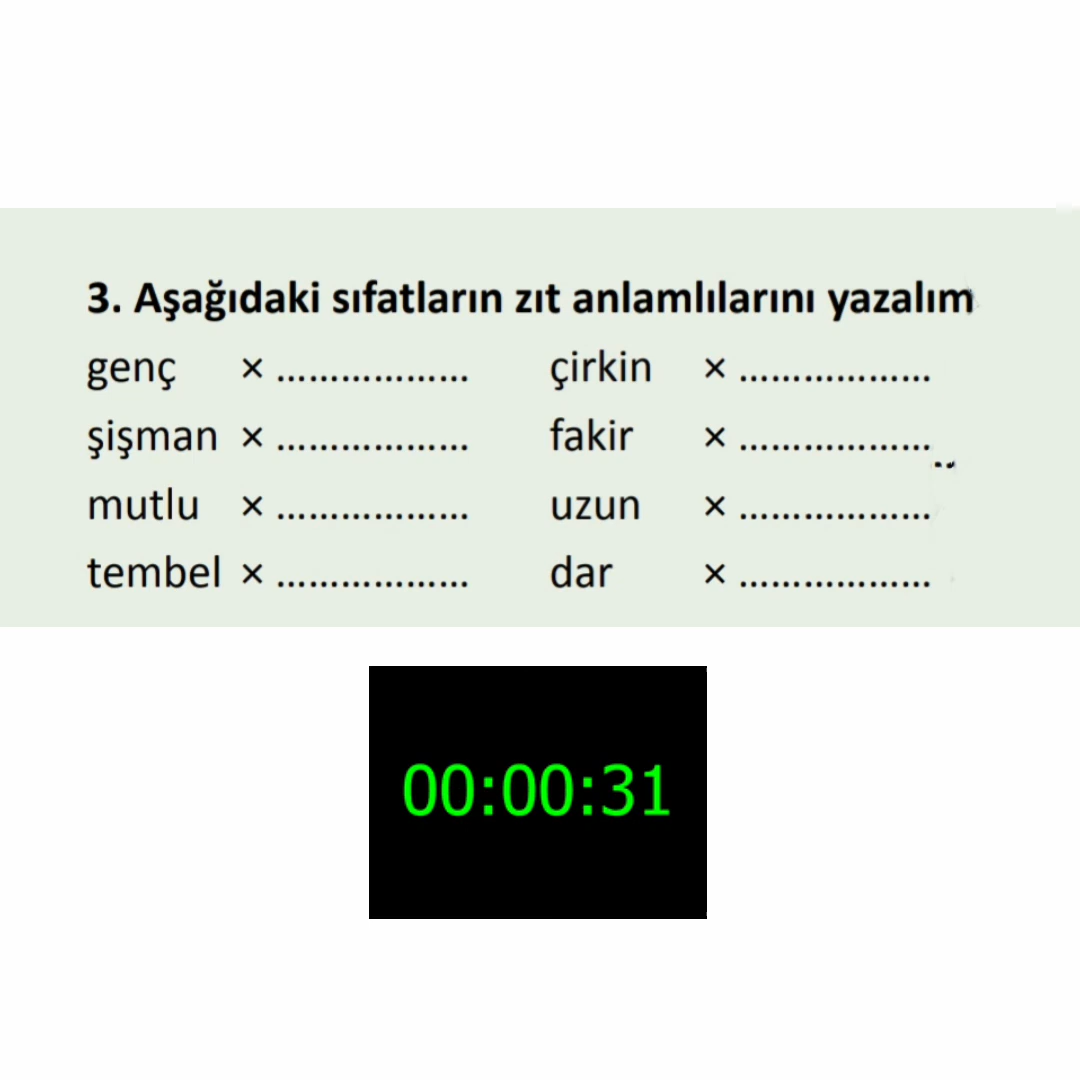 3. Aşağıdaki sıfatların zıt anlamlılarını yazalım
genç × .................. çirkin × ..................
şişman × .................. fakir × ..................
mutlu × .................. uzun × ..................
tembel × .................. dar × ..................
00:00:31